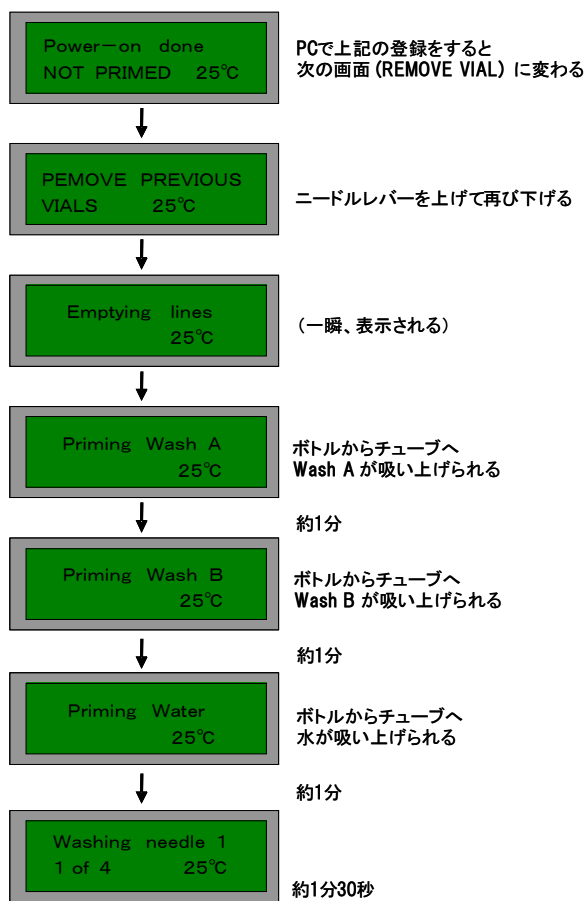 Power－on done
NOT PRIMED 25℃
PCで上記の登録をすると
次の画面（REMOVE VIAL）に変わる
PEMOVE PREVIOUS
VIALS 25℃
ニードルレバーを上げて再び下げる
Emptying lines
25℃
（一瞬、表示される）
Priming Wash A
25℃
ボトルからチューブへ
Wash A が吸い上げられる
約1分
Priming Wash B
25℃
ボトルからチューブへ
Wash B が吸い上げられる
約1分
Priming Water
25℃
ボトルからチューブへ
水が吸い上げられる
約1分
Washing needle 1
1 of 4 25℃
約1分30秒